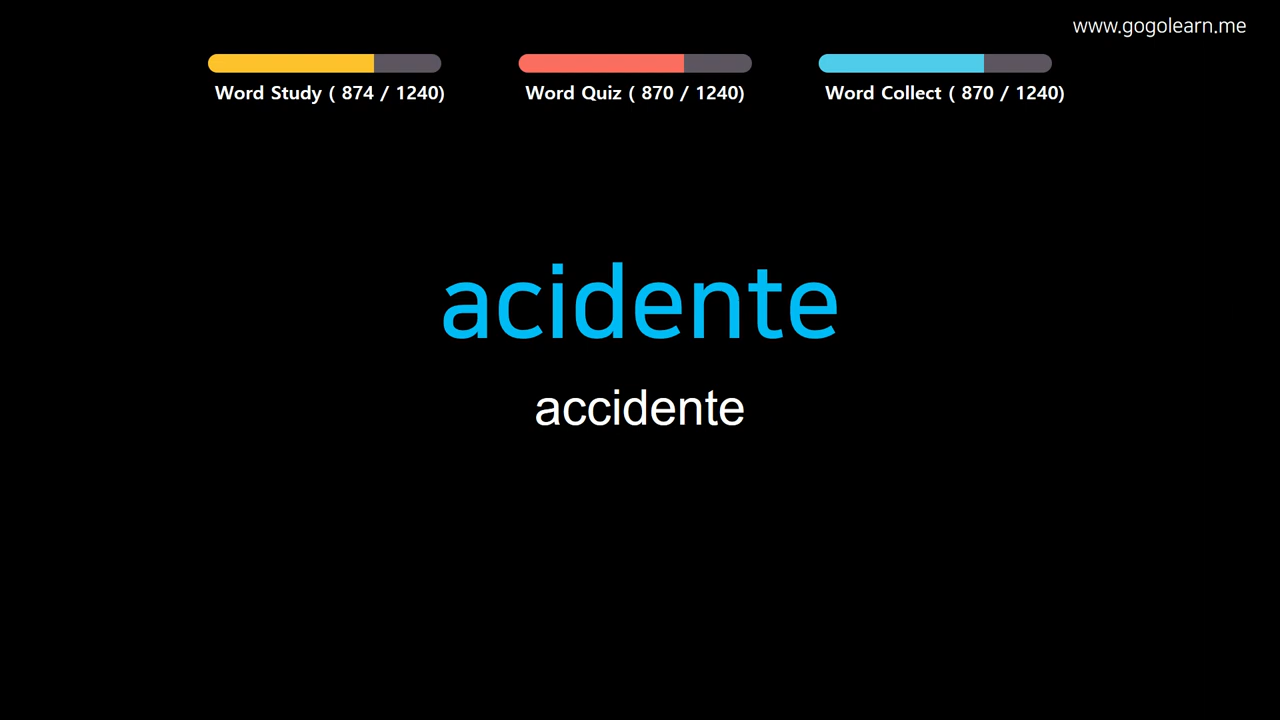 www.gogolearn.me
Word Study ( 874 / 1240) Word Quiz ( 870 / 1240) Word Collect ( 870 / 1240)
acidente
accidente